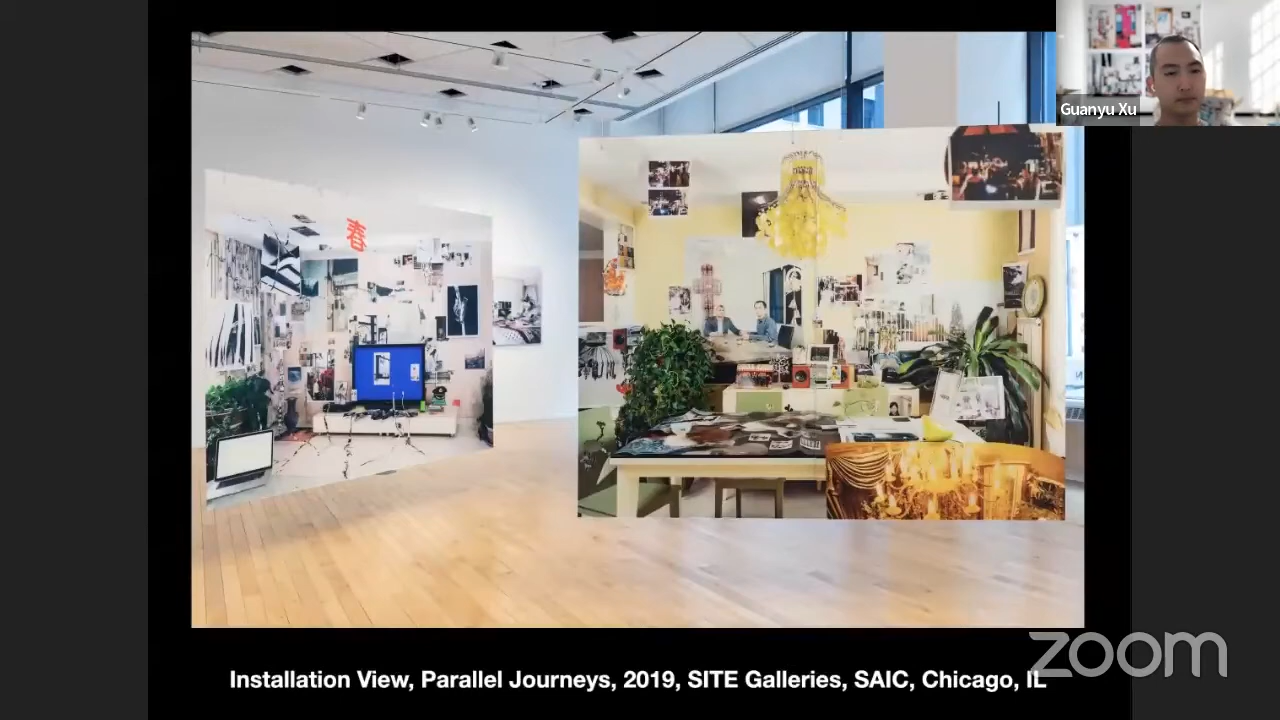 Guanyu Xu
春
zoom
Installation View, Parallel Journeys, 2019, SITE Galleries, SAIC, Chicago, IL